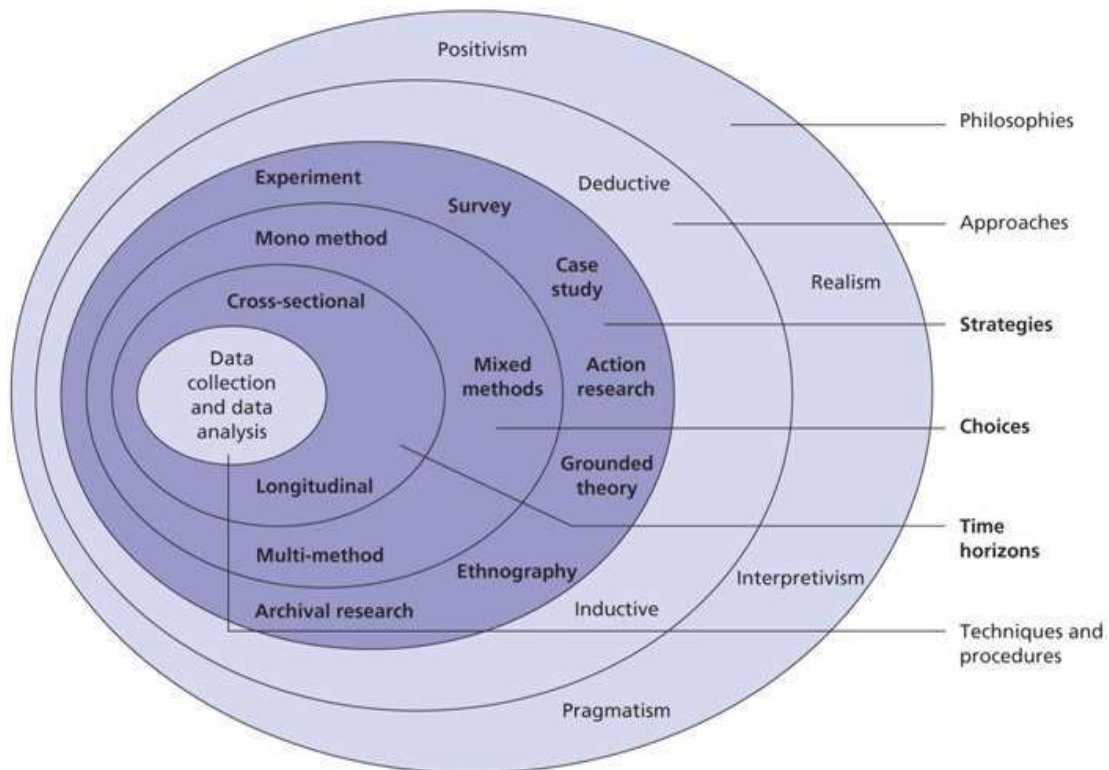 Positivism
Philosophies
Experiment
Deductive
Survey
Approaches
Mono method
Case
study
Realism
Cross-sectional
Strategies
Data
collection
and data
analysis
Mixed
methods
Action
research
Choices
Grounded
theory
Longitudinal
Time
horizons
Multi-method
Ethnography
Interpretivism
Archival research
Inductive
Techniques and
procedures
Pragmatism